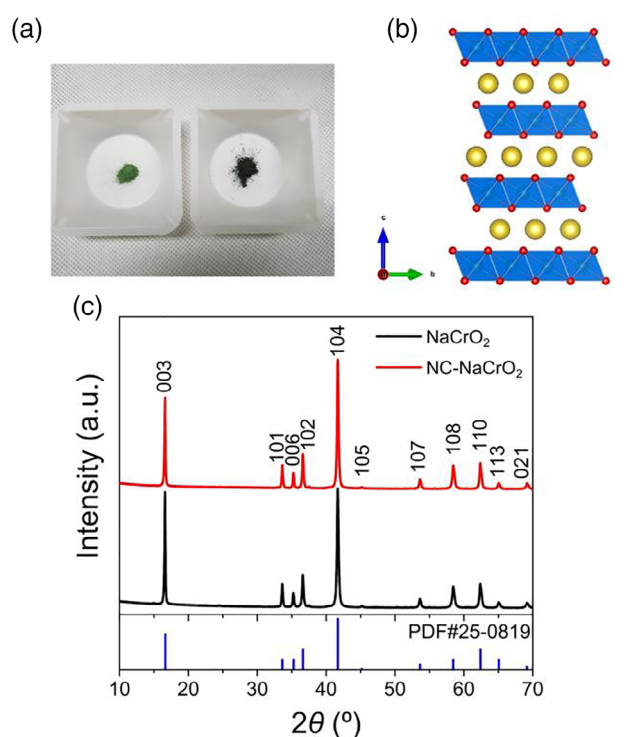 (a)
(b)
c
b
(c)
NaCrO₂
NC-NaCrO₂
003
101
006
102
104
105
107
108
110
113
021
Intensity (a.u.)
PDF#25-0819
10 20 30 40 50 60 70
2θ (º)